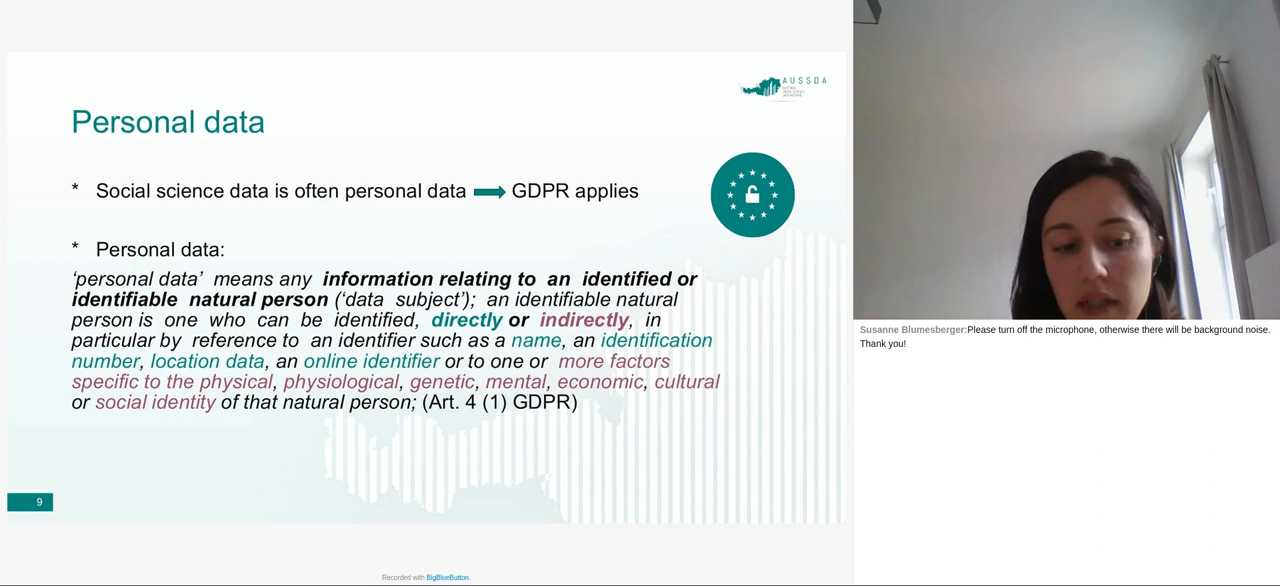 AUSSDA
Personal data
* Social science data is often personal data GDPR applies
* Personal data:
‘personal data’ means any information relating to an identified or
identifiable natural person (‘data subject’); an identifiable natural
person is one who can be identified, directly or indirectly, in
particular by reference to an identifier such as a name, an identification
number, location data, an online identifier or to one or more factors
specific to the physical, physiological, genetic, mental, economic, cultural
or social identity of that natural person; (Art. 4 (1) GDPR)
9
Recorded with BigBlueButton.
Susanne Blumesberger:Please turn off the microphone, otherwise there will be background noise.
Thank you!